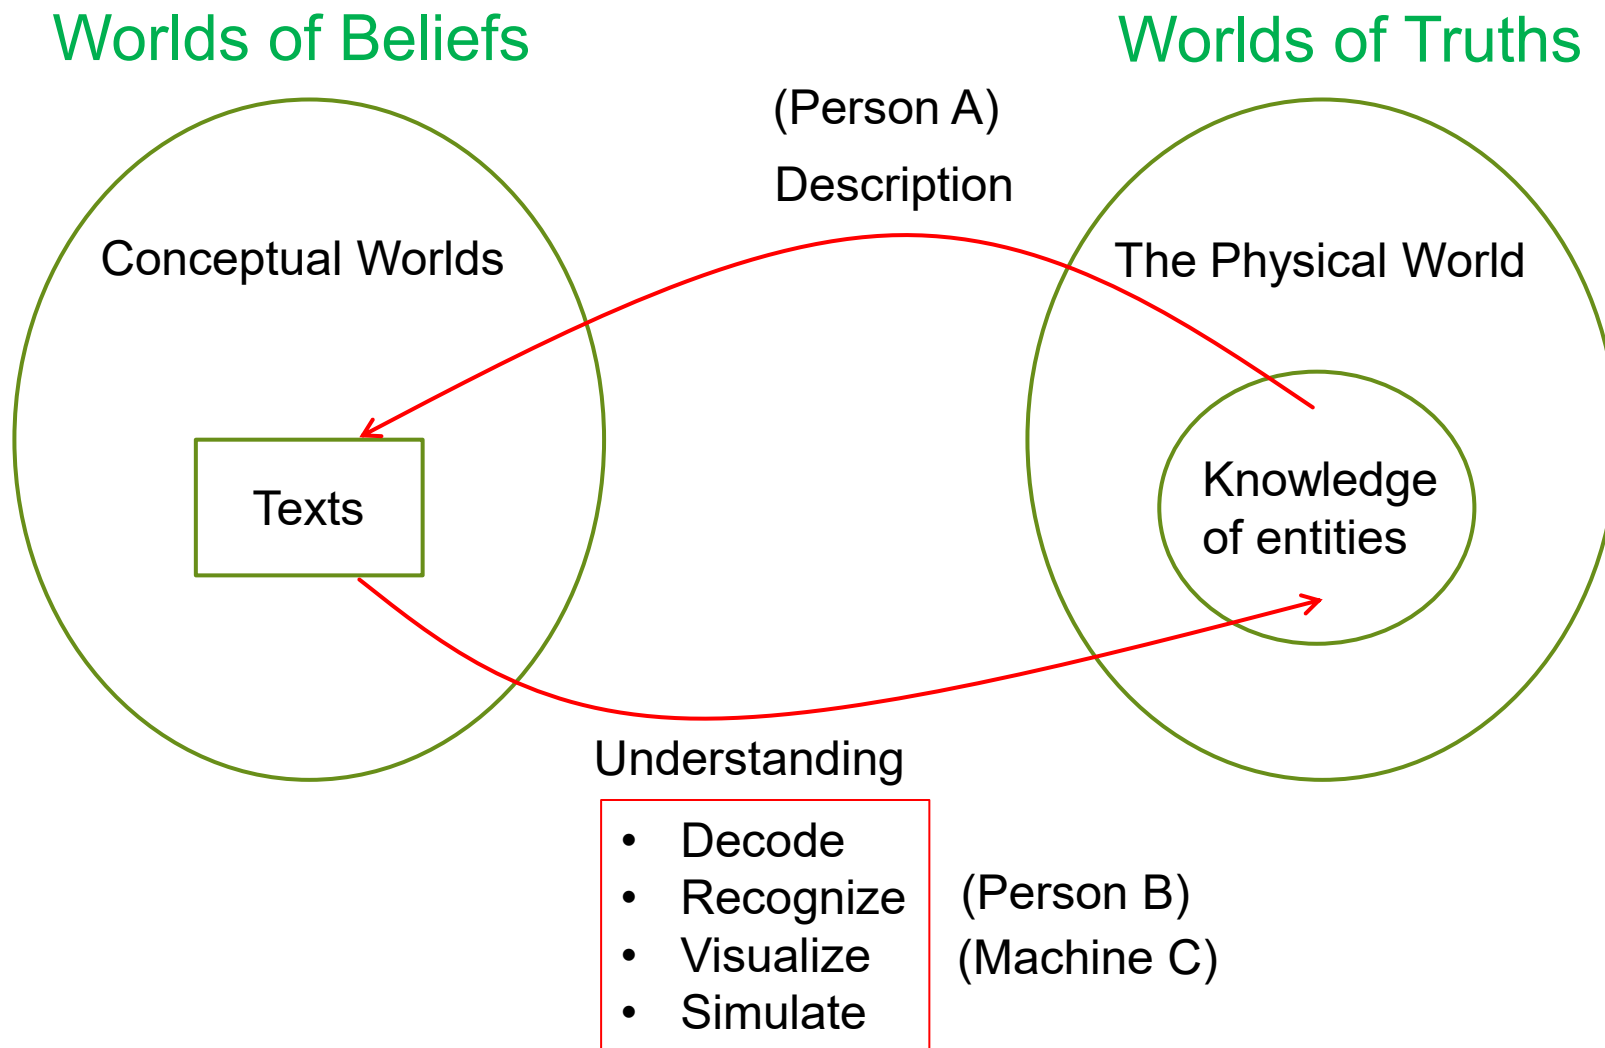 Worlds of Beliefs
Worlds of Truths
(Person A)
Description
Conceptual Worlds
The Physical World
Texts
Knowledge
of entities
Understanding
• Decode
• Recognize
• Visualize
• Simulate
(Person B)
(Machine C)